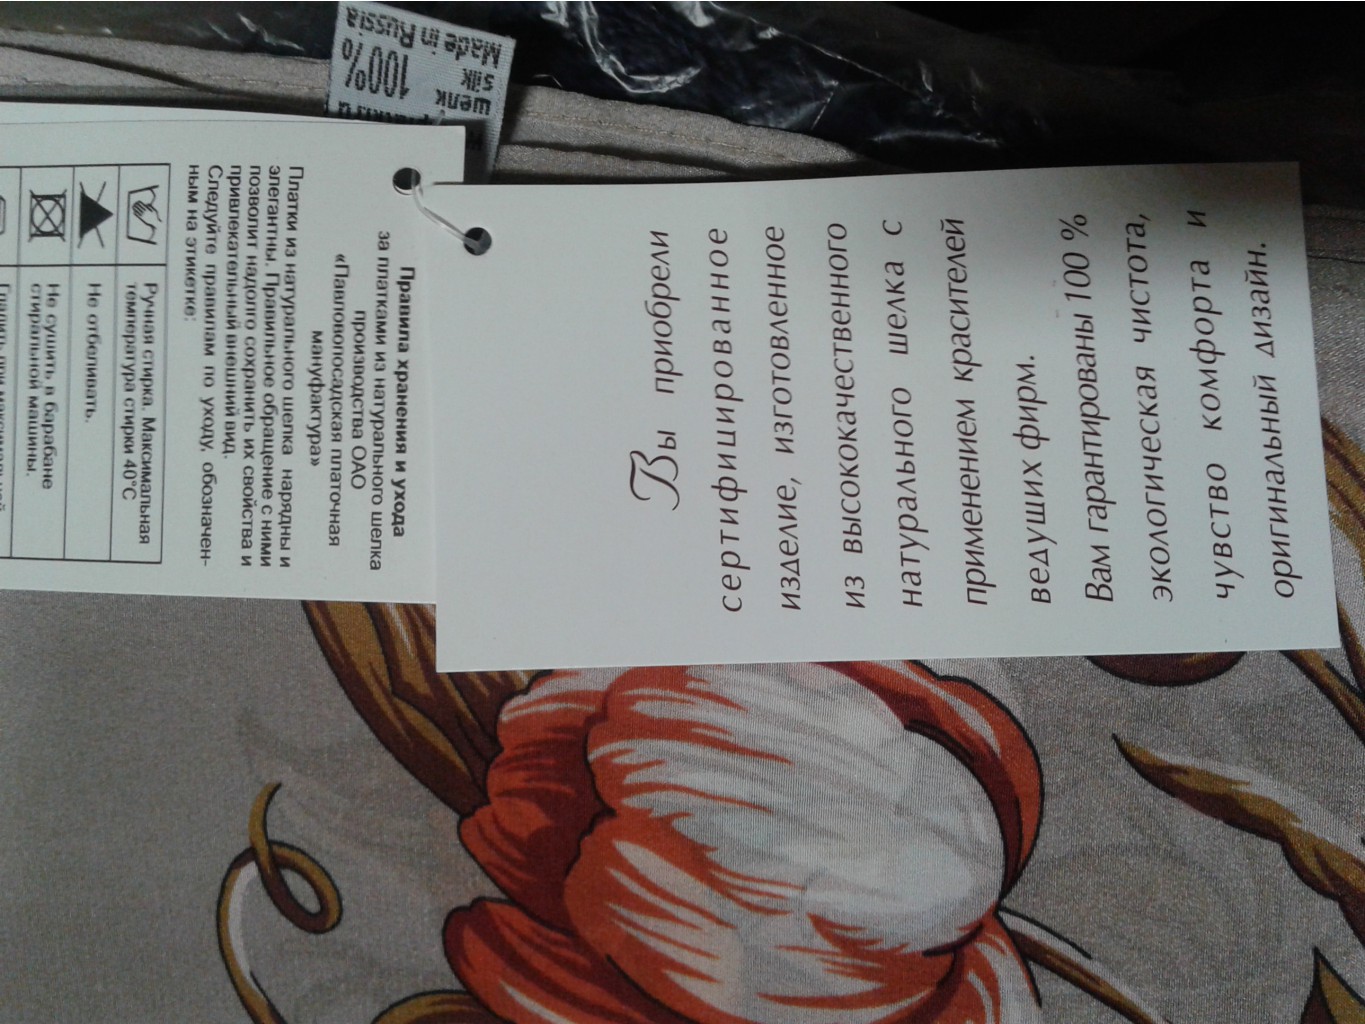 шелк 100%
silk
Made in Russia
Правила хранения и ухода
за платками из натурального шелка
производства ОАО
«Павловопосадская платочная
мануфактура»
Платки из натурального шелка нарядны и
элегантны. Правильное обращение с ними
позволит надолго сохранить их свойства и
привлекательный внешний вид.
Следуйте правилам по уходу, обозначен-
ным на этикетке:
Ручная стирка. Максимальная
температура стирки 40°С
Не отбеливать.
Не сушить в барабане
стиральной машины.
Вы приобрели
сертифицированное
изделие, изготовленное
из высококачественного
натурального шелка с
применением красителей
ведущих фирм.
Вам гарантированы 100 %
экологическая чистота,
чувство комфорта и
оригинальный дизайн.